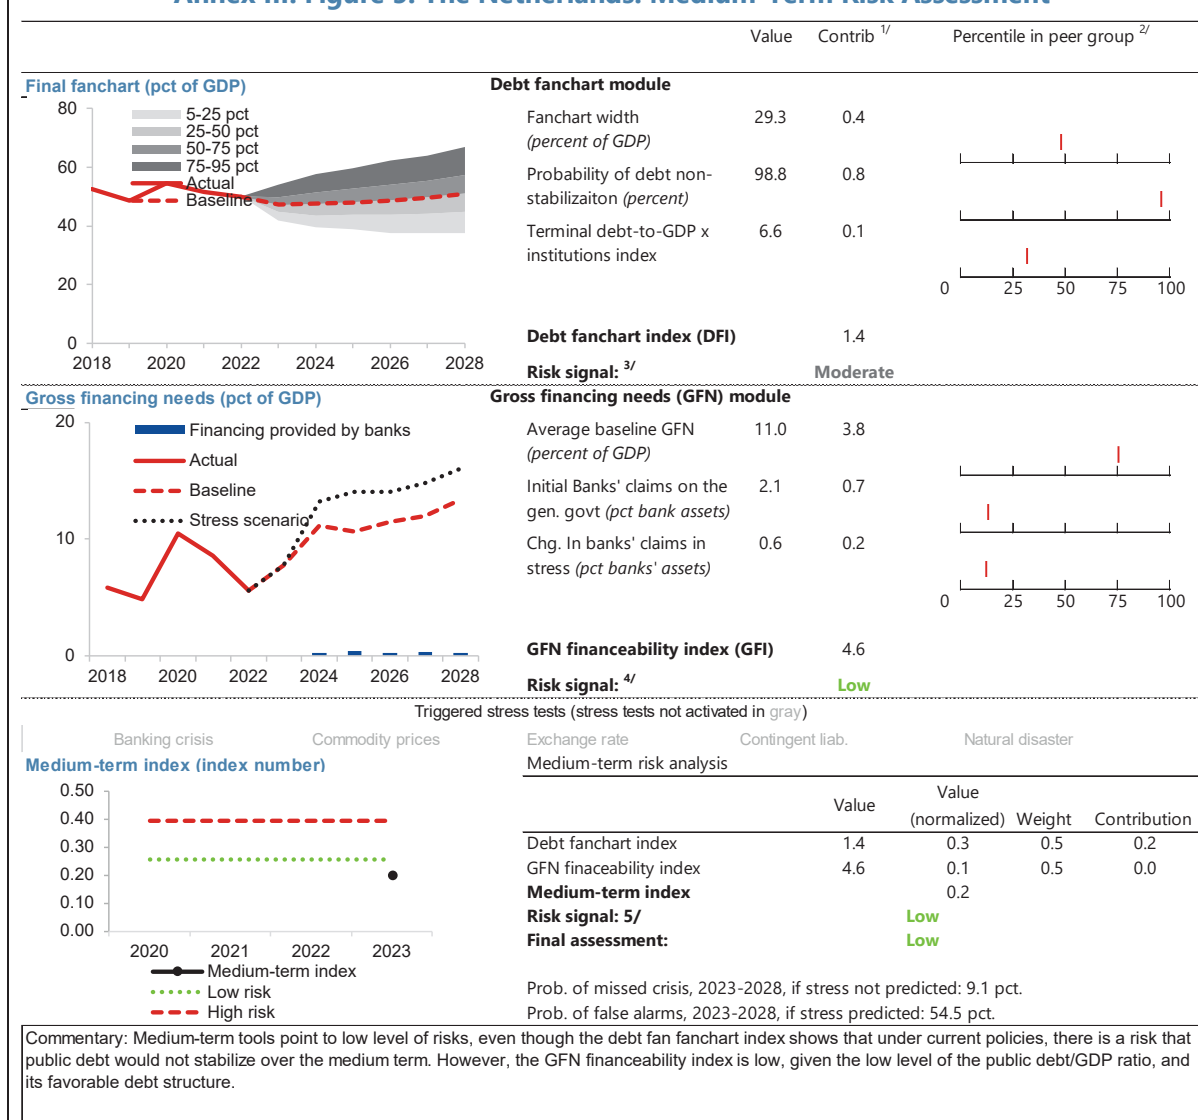 Annex III. Figure 5. The Netherlands: Medium-Term Risk Assessment
Value Contrib 1/ Percentile in peer group 2/
Final fanchart (pct of GDP)
80
60
40
20
0
5-25 pct
25-50 pct
50-75 pct
75-95 pct
Actual
Baseline
2018 2020 2022 2024 2026 2028
Debt fanchart module
Fanchart width 29.3 0.4
(percent of GDP)
Probability of debt non- 98.8 0.8
stabilizaiton (percent)
Terminal debt-to-GDP x 6.6 0.1
institutions index
0 25 50 75 100
Debt fanchart index (DFI) 1.4
Risk signal: 3/ Moderate
Gross financing needs (pct of GDP)
20
10
0
Financing provided by banks
Actual
Baseline
Stress scenario
2018 2020 2022 2024 2026 2028
Gross financing needs (GFN) module
Average baseline GFN 11.0 3.8
(percent of GDP)
Initial Banks' claims on the 2.1 0.7
gen. govt (pct bank assets)
Chg. In banks' claims in 0.6 0.2
stress (pct banks' assets)
0 25 50 75 100
GFN financeability index (GFI) 4.6
Risk signal: 4/ Low
Triggered stress tests (stress tests not activated in gray)
Banking crisis Commodity prices Exchange rate Contingent liab. Natural disaster
Medium-term index (index number)
0.50
0.40
0.30
0.20
0.10
0.00
2020 2021 2022 2023
Medium-term index
Low risk
High risk
Medium-term risk analysis
Value Value
(normalized) Weight Contribution
Debt fanchart index 1.4 0.3 0.5 0.2
GFN finaceability index 4.6 0.1 0.5 0.0
Medium-term index 0.2
Risk signal: 5/ Low
Final assessment: Low
Prob. of missed crisis, 2023-2028, if stress not predicted: 9.1 pct.
Prob. of false alarms, 2023-2028, if stress predicted: 54.5 pct.
Commentary: Medium-term tools point to low level of risks, even though the debt fan fanchart index shows that under current policies, there is a risk that
public debt would not stabilize over the medium term. However, the GFN financeability index is low, given the low level of the public debt/GDP ratio, and
its favorable debt structure.